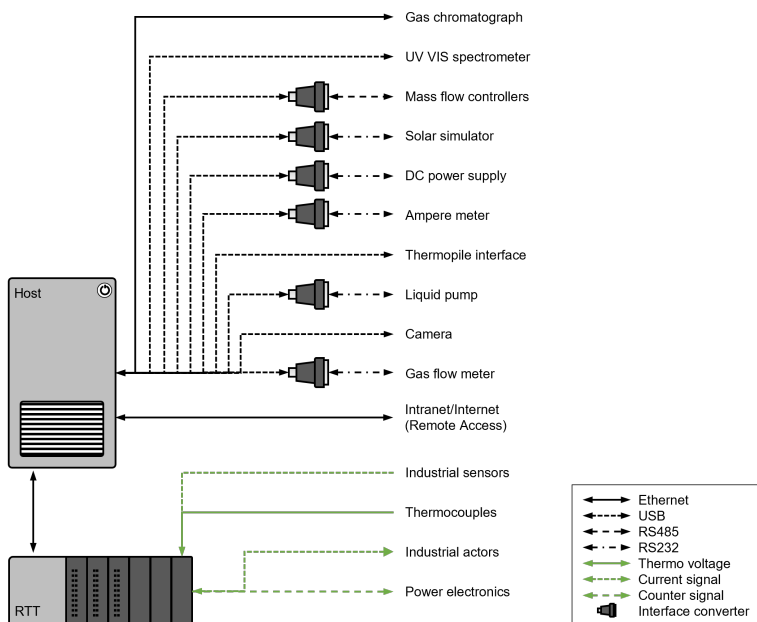 Gas chromatograph
UV VIS spectrometer
Mass flow controllers
Solar simulator
DC power supply
Ampere meter
Thermopile interface
Host
Liquid pump
Camera
Gas flow meter
Intranet/Internet
(Remote Access)
Industrial sensors
Thermocouples
Industrial actors
Power electronics
RTT
Ethernet
USB
RS485
RS232
Thermo voltage
Current signal
Counter signal
Interface converter